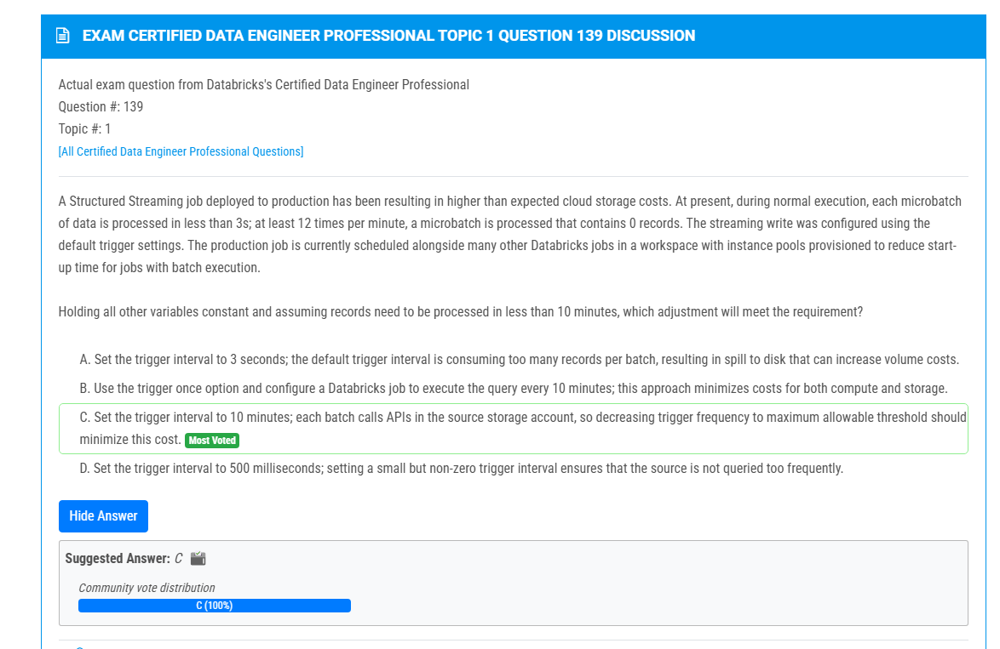 EXAM CERTIFIED DATA ENGINEER PROFESSIONAL TOPIC 1 QUESTION 139 DISCUSSION
Actual exam question from Databricks's Certified Data Engineer Professional
Question #: 139
Topic #: 1
[All Certified Data Engineer Professional Questions]
A Structured Streaming job deployed to production has been resulting in higher than expected cloud storage costs. At present, during normal execution, each microbatch
of data is processed in less than 3s; at least 12 times per minute, a microbatch is processed that contains 0 records. The streaming write was configured using the
default trigger settings. The production job is currently scheduled alongside many other Databricks jobs in a workspace with instance pools provisioned to reduce start-
up time for jobs with batch execution.
Holding all other variables constant and assuming records need to be processed in less than 10 minutes, which adjustment will meet the requirement?
A. Set the trigger interval to 3 seconds; the default trigger interval is consuming too many records per batch, resulting in spill to disk that can increase volume costs.
B. Use the trigger once option and configure a Databricks job to execute the query every 10 minutes; this approach minimizes costs for both compute and storage.
C. Set the trigger interval to 10 minutes; each batch calls APIs in the source storage account, so decreasing trigger frequency to maximum allowable threshold should
minimize this cost. Most Voted
D. Set the trigger interval to 500 milliseconds; setting a small but non-zero trigger interval ensures that the source is not queried too frequently.
Hide Answer
Suggested Answer: C
Community vote distribution
C (100%)